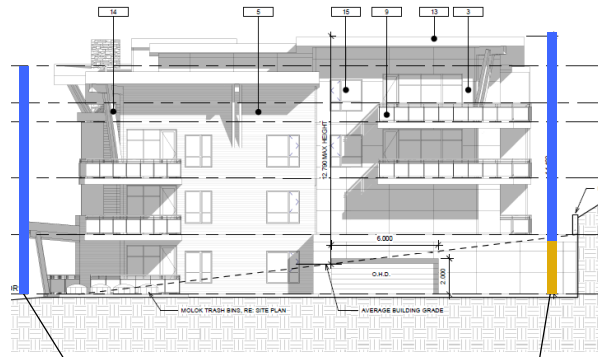 14
5
15
9
13
3
12.790 MAX HEIGHT
6.000
O.H.D.
2.000
MOLOK TRASH BINS, RE: SITE PLAN
AVERAGE BUILDING GRADE